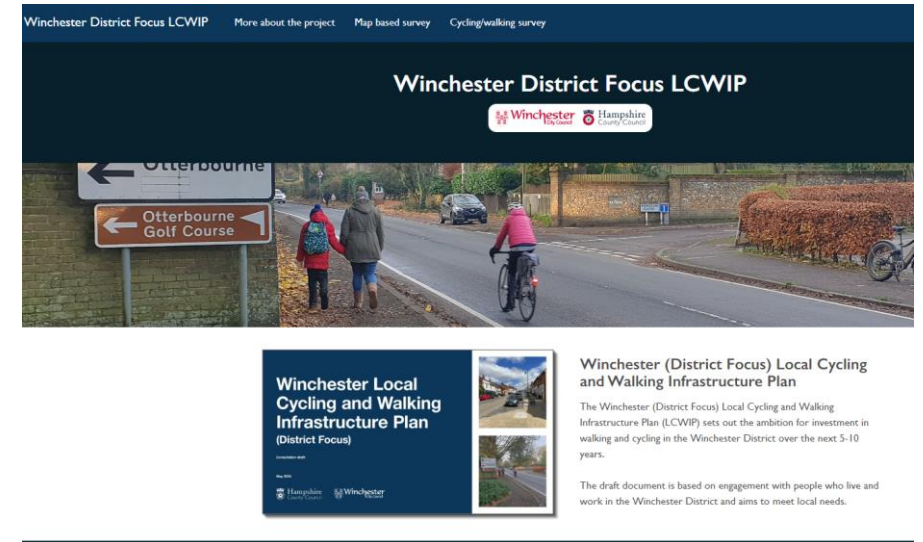 Winchester District Focus LCWIP More about the project Map based survey Cycling/walking survey
Winchester District Focus LCWIP
Winchester
City Council
Hampshire
County Council
Otterbourne
Otterbourne
Golf Course
Winchester Local
Cycling and Walking
Infrastructure Plan
(District Focus)
Consultation draft
Hampshire
County Council
Winchester
Winchester (District Focus) Local Cycling
and Walking Infrastructure Plan
The Winchester (District Focus) Local Cycling and Walking
Infrastructure Plan (LCWIP) sets out the ambition for investment in
walking and cycling in the Winchester District over the next 5-10
years.
The draft document is based on engagement with people who live and
work in the Winchester District and aims to meet local needs.